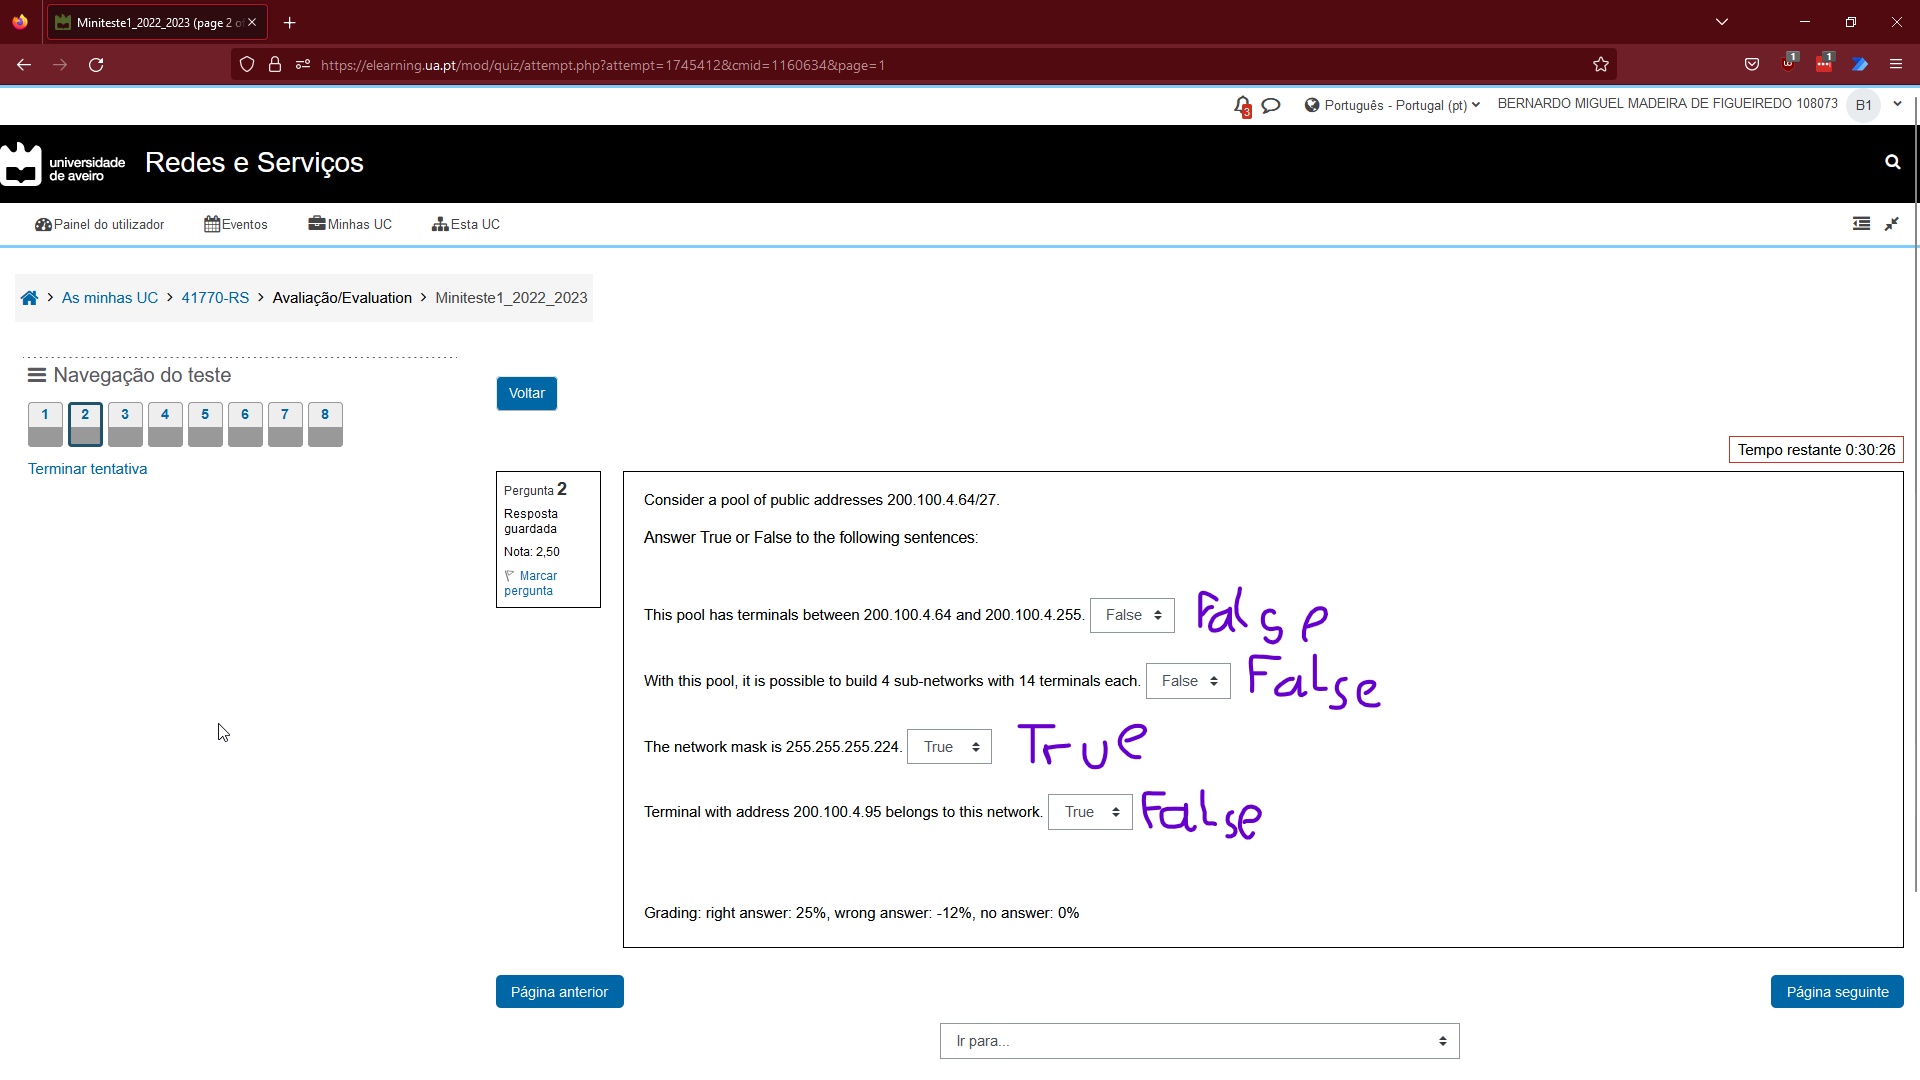 Miniteste1_2022_2023 (page 2 o
https://elearning.ua.pt/mod/quiz/attempt.php?attempt=1745412&cmid=1160634&page=1
1
1
3
Português - Portugal (pt)
BERNARDO MIGUEL MADEIRA DE FIGUEIREDO 108073
B1
universidade de aveiro
Redes e Serviços
Painel do utilizador
Eventos
Minhas UC
Esta UC
As minhas UC > 41770-RS > Avaliação/Evaluation > Miniteste1_2022_2023
Navegação do teste
1 2 3 4 5 6 7 8
Terminar tentativa
Voltar
Tempo restante 0:30:26
Pergunta 2
Resposta
guardada
Nota: 2,50
Marcar
pergunta
Consider a pool of public addresses 200.100.4.64/27.
Answer True or False to the following sentences:
This pool has terminals between 200.100.4.64 and 200.100.4.255. False False
With this pool, it is possible to build 4 sub-networks with 14 terminals each. False False
The network mask is 255.255.255.224. True True
Terminal with address 200.100.4.95 belongs to this network. True False
Grading: right answer: 25%, wrong answer: -12%, no answer: 0%
Página anterior
Página seguinte
Ir para...